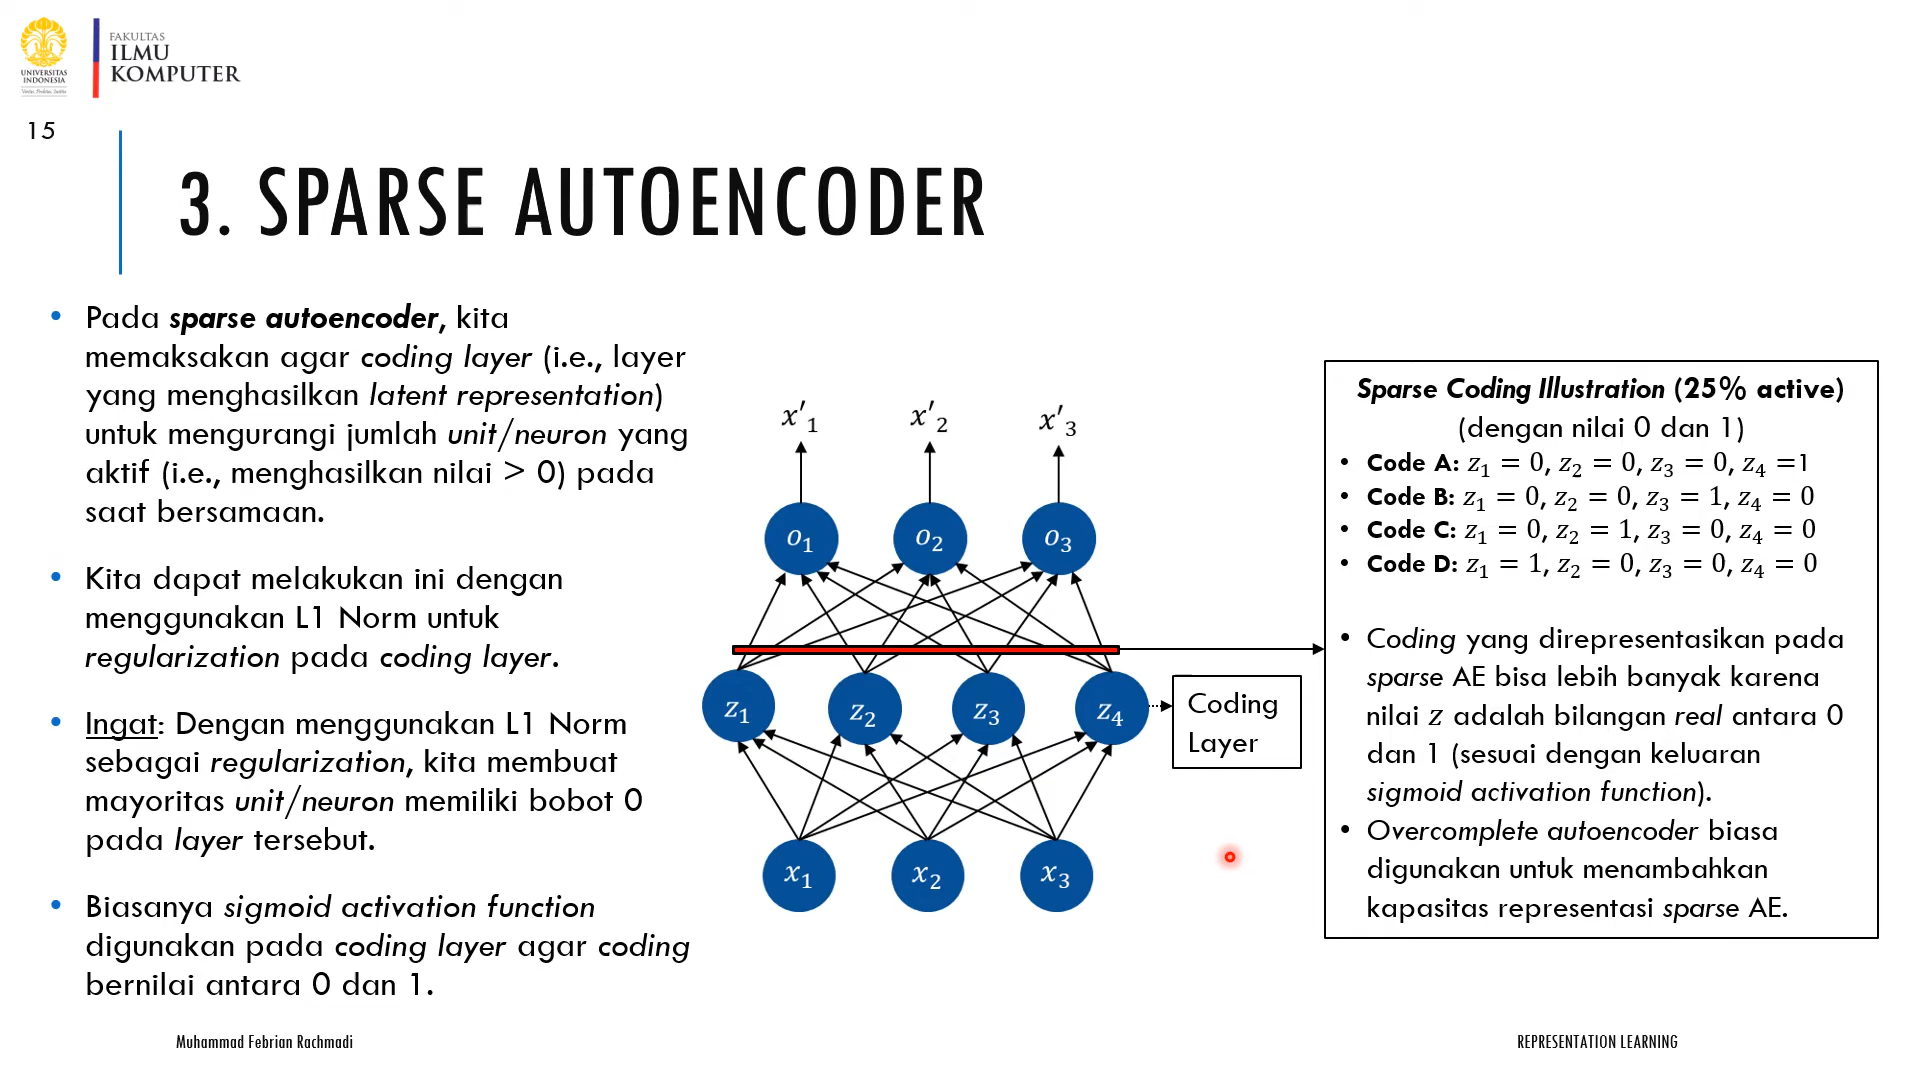 UNIVERSITAS
INDONESIA
Veritas, Probitas, Iustitia
FAKULTAS
ILMU
KOMPUTER
15
3. SPARSE AUTOENCODER
• Pada sparse autoencoder, kita
memaksakan agar coding layer (i.e., layer
yang menghasilkan latent representation)
untuk mengurangi jumlah unit/neuron yang
aktif (i.e., menghasilkan nilai > 0) pada
saat bersamaan.
• Kita dapat melakukan ini dengan
menggunakan L1 Norm untuk
regularization pada coding layer.
• Ingat: Dengan menggunakan L1 Norm
sebagai regularization, kita membuat
mayoritas unit/neuron memiliki bobot 0
pada layer tersebut.
• Biasanya sigmoid activation function
digunakan pada coding layer agar coding
bernilai antara 0 dan 1.
x′₁ x′₂ x′₃
o₁ o₂ o₃
z₁ z₂ z₃ z₄
Coding
Layer
x₁ x₂ x₃
Sparse Coding Illustration (25% active)
(dengan nilai 0 dan 1)
• Code A: z₁ = 0, z₂ = 0, z₃ = 0, z₄ =1
• Code B: z₁ = 0, z₂ = 0, z₃ = 1, z₄ = 0
• Code C: z₁ = 0, z₂ = 1, z₃ = 0, z₄ = 0
• Code D: z₁ = 1, z₂ = 0, z₃ = 0, z₄ = 0
• Coding yang direpresentasikan pada
sparse AE bisa lebih banyak karena
nilai z adalah bilangan real antara 0
dan 1 (sesuai dengan keluaran
sigmoid activation function).
• Overcomplete autoencoder biasa
digunakan untuk menambahkan
kapasitas representasi sparse AE.
Muhammad Febrian Rachmadi
REPRESENTATION LEARNING